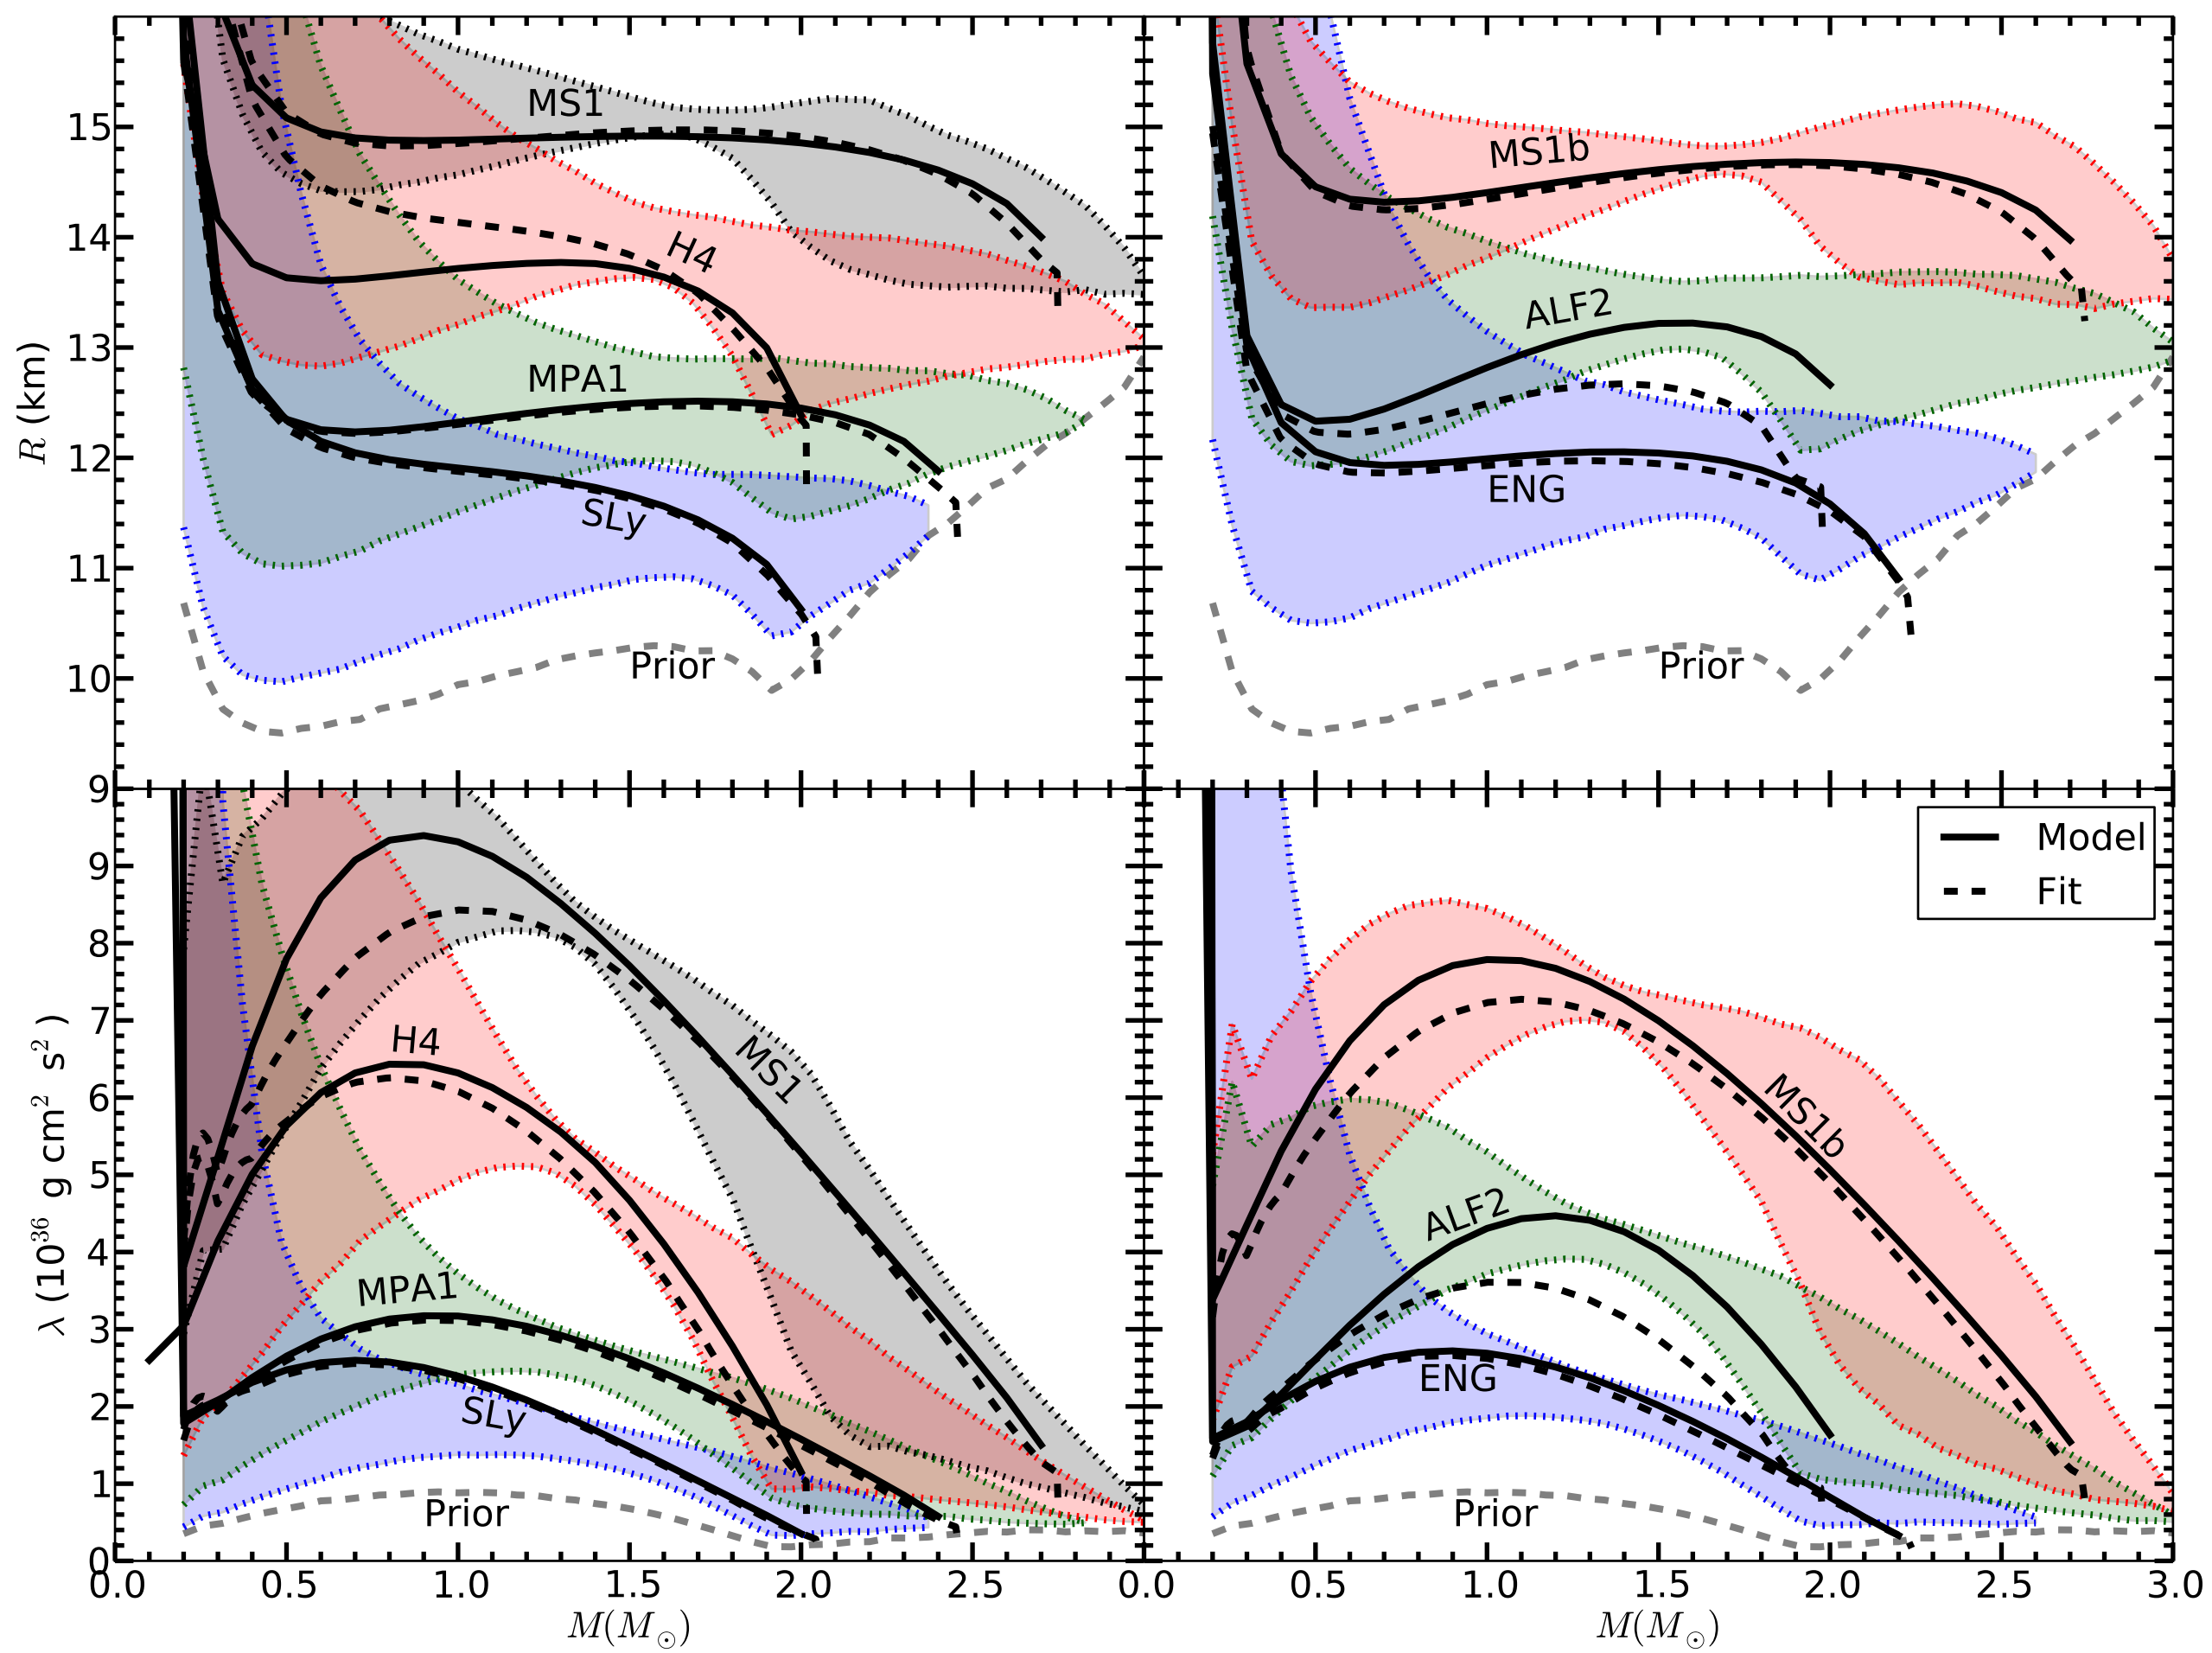 15
14
13
12
11
10
R (km)
MS1
H4
MPA1
SLy
Prior
MS1b
ALF2
ENG
Prior
9
9
8
7
6
5
4
3
2
1
0
λ (10^36 g cm^2 s^2)
H4
MS1
MPA1
SLy
Prior
Model
Fit
MS1b
ALF2
ENG
Prior
0.0 0.5 1.0 1.5 2.0 2.5 0.0 0.5 1.0 1.5 2.0 2.5 3.0
M(M⊙) M(M⊙)